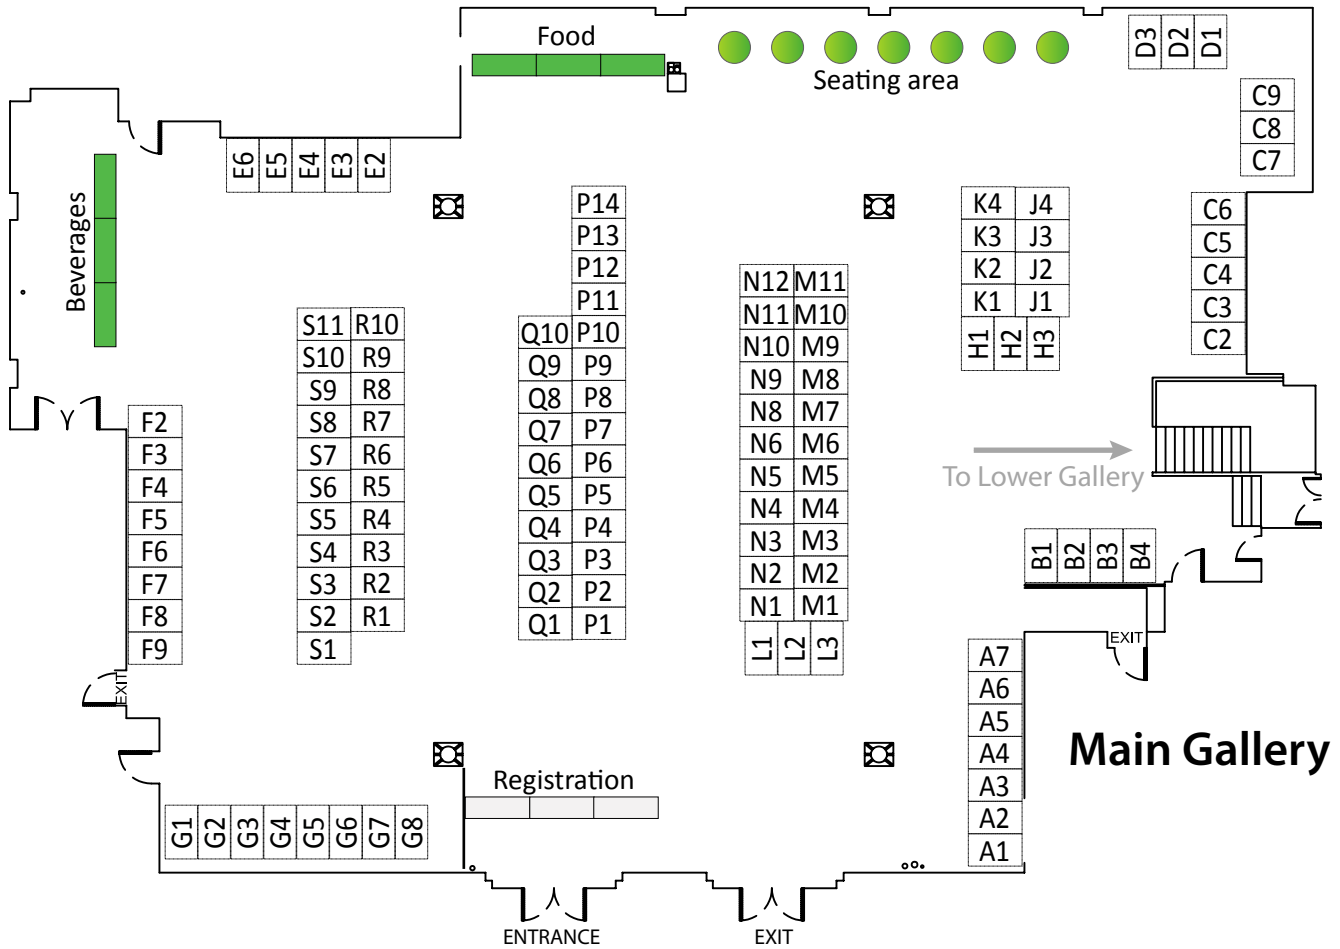 Food
Seating area
D3 D2 D1
C9
C8
C7
E6 E5 E4 E3 E2
Beverages
P14
P13
P12
P11
K4 J4
K3 J3
K2 J2
K1 J1
H1 H2 H3
C6
C5
C4
C3
C2
N12 M11
N11 M10
N10 M9
N9 M8
N8 M7
N6 M6
N5 M5
N4 M4
N3 M3
N2 M2
N1 M1
L1 L2 L3
S11 R10
S10 R9
S9 R8
S8 R7
S7 R6
S6 R5
S5 R4
S4 R3
S3 R2
S2 R1
S1
Q10 P10
Q9 P9
Q8 P8
Q7 P7
Q6 P6
Q5 P5
Q4 P4
Q3 P3
Q2 P2
Q1 P1
F2
F3
F4
F5
F6
F7
F8
F9
To Lower Gallery
B1 B2 B3 B4
EXIT
EXIT
A7
A6
A5
A4
A3
A2
A1
Main Gallery
Registration
G1 G2 G3 G4 G5 G6 G7 G8
ENTRANCE
EXIT